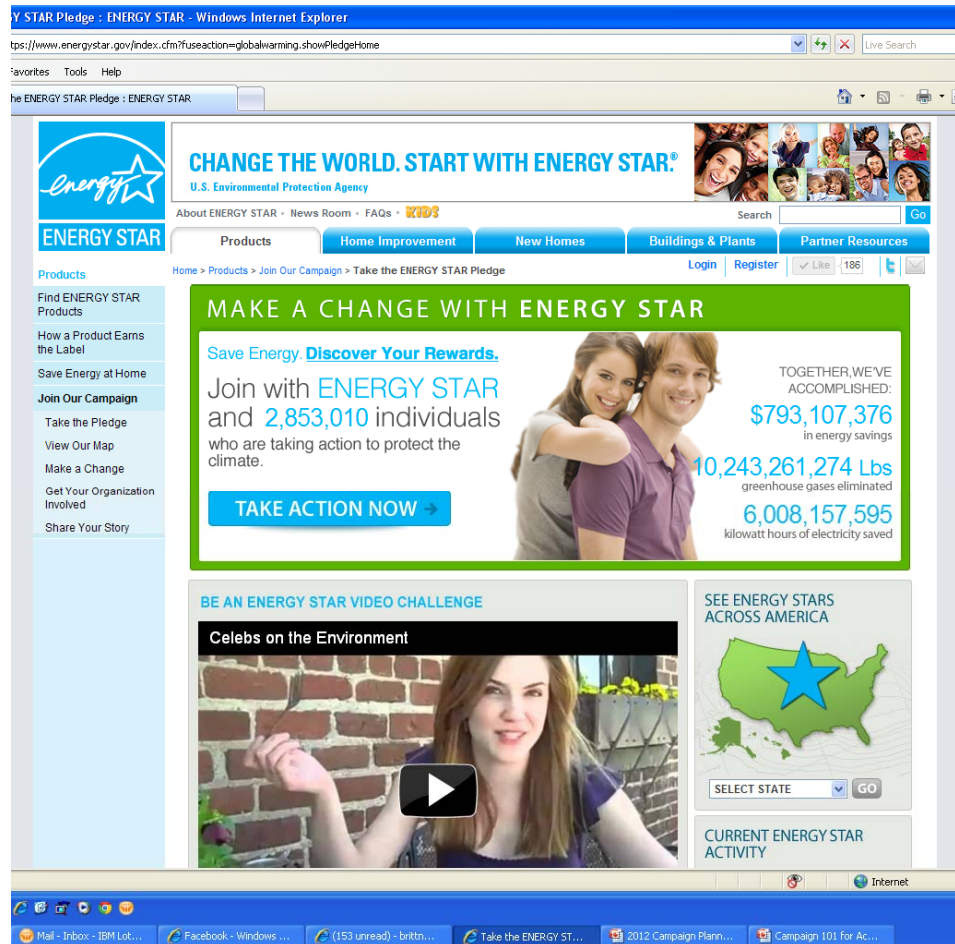 Y STAR Pledge : ENERGY STAR - Windows Internet Explorer
tps://www.energystar.gov/index.cfm?fuseaction=globalwarming.showPledgeHome
Live Search
Favorites Tools Help
he ENERGY STAR Pledge : ENERGY STAR
energy
ENERGY STAR
CHANGE THE WORLD. START WITH ENERGY STAR.®
U.S. Environmental Protection Agency
About ENERGY STAR - News Room - FAQs - KIDS
Search
Go
Products
Home Improvement
New Homes
Buildings & Plants
Partner Resources
Home > Products > Join Our Campaign > Take the ENERGY STAR Pledge
Login
Register
Like
186
t
Products
Find ENERGY STAR
Products
How a Product Earns
the Label
Save Energy at Home
Join Our Campaign
Take the Pledge
View Our Map
Make a Change
Get Your Organization
Involved
Share Your Story
MAKE A CHANGE WITH ENERGY STAR
Save Energy. Discover Your Rewards.
Join with ENERGY STAR
and 2,853,010 individuals
who are taking action to protect the
climate.
TAKE ACTION NOW
TOGETHER,WE'VE
ACCOMPLISHED:
$793,107,376
in energy savings
10,243,261,274 Lbs
greenhouse gases eliminated
6,008,157,595
kilowatt hours of electricity saved
BE AN ENERGY STAR VIDEO CHALLENGE
Celebs on the Environment
SEE ENERGY STARS
ACROSS AMERICA
SELECT STATE
GO
CURRENT ENERGY STAR
ACTIVITY
Internet
Mail - Inbox - IBM Lot...
Facebook - Windows ...
(153 unread) - brittn...
Take the ENERGY ST...
2012 Campaign Plann...
Campaign 101 for Ac...